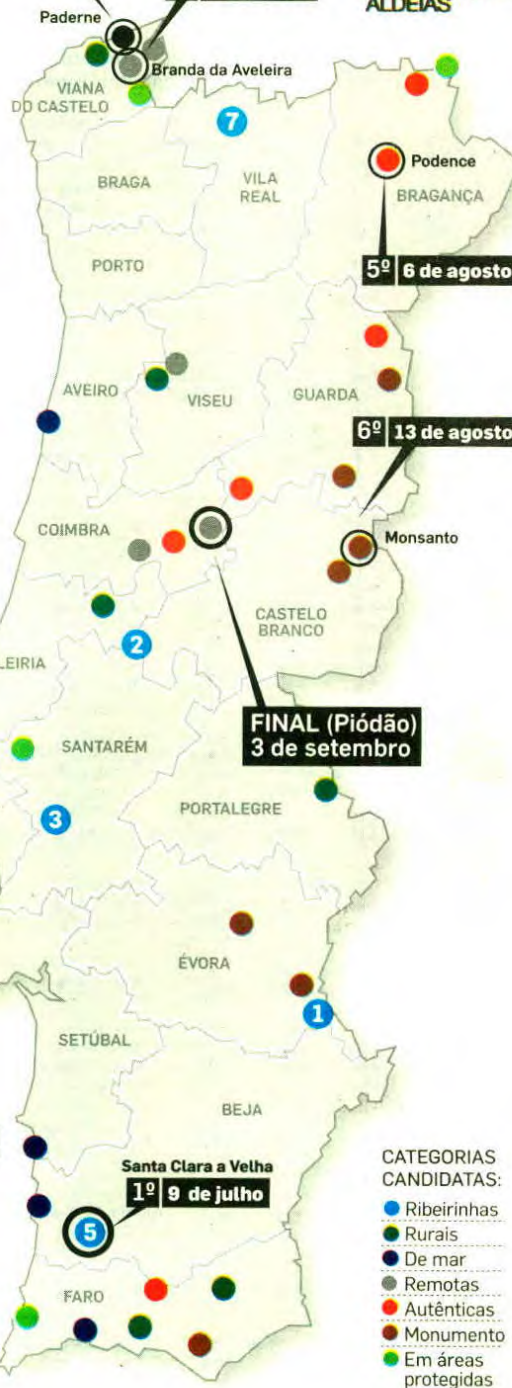 ALDEIAS
Paderne
Branda da Aveleira
VIANA
DO CASTELO
7
Podence
BRAGA
VILA
REAL
BRAGANÇA
PORTO
5º 6 de agosto
AVEIRO
VISEU
GUARDA
6º 13 de agosto
COIMBRA
Monsanto
CASTELO
BRANCO
2
LEIRIA
FINAL (Piódão)
3 de setembro
SANTARÉM
3
PORTALEGRE
ÉVORA
1
SETÚBAL
BEJA
Santa Clara a Velha
1º 9 de julho
5
FARO
CATEGORIAS
CANDIDATAS:
Ribeirinhas
Rurais
De mar
Remotas
Autênticas
Monumento
Em áreas
protegidas